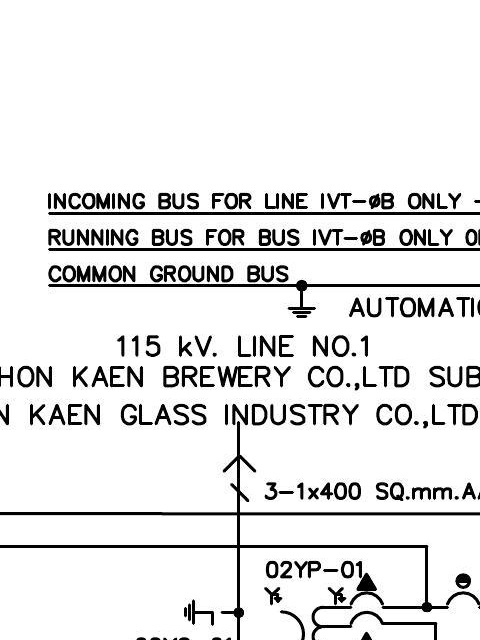 INCOMING BUS FOR LINE IVT-øB ONLY -
RUNNING BUS FOR BUS IVT-øB ONLY
COMMON GROUND BUS
AUTOMATIC
115 kV. LINE NO.1
HON KAEN BREWERY CO.,LTD SUB
N KAEN GLASS INDUSTRY CO.,LTD
3-1x400 SQ.mm.A
02YP-01